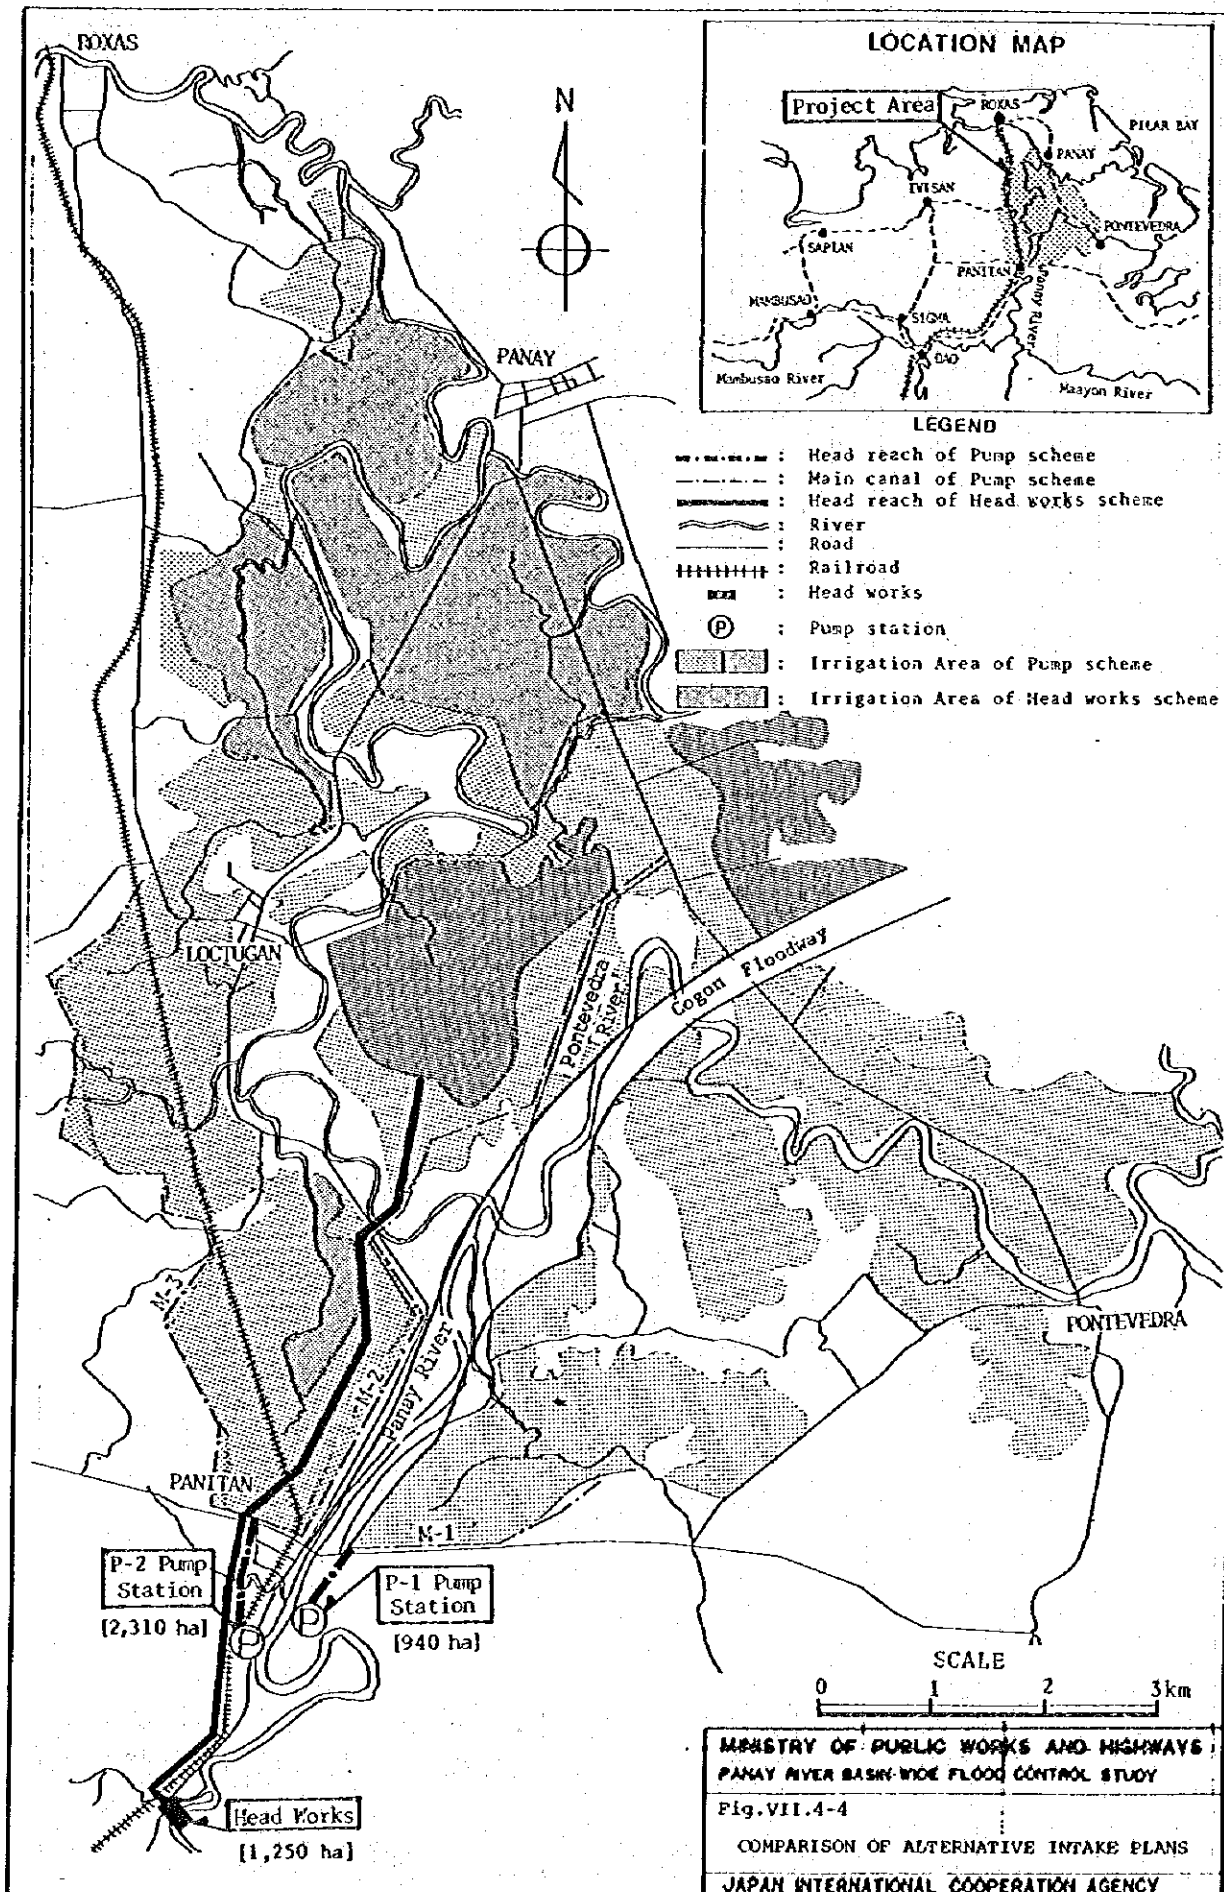 ROXAS
N
PANAY
LOCTUGAN
Pontevedra
River
Cogon Floodway
M-3
M-2
Panay River
PONTEVEDRA
PANITAN
M-1
P-2 Pump
Station
[2,310 ha]
P
P
P-1 Pump
Station
[940 ha]
Head Works
[1,250 ha]
LOCATION MAP
Project Area
ROXAS
PILAR BAY
PANAY
IVISAN
PONTEVEDRA
SAPIAN
PANITAN
Panay River
MAMBUSAO
SIGMA
DAO
Mambusao River
Maayon River
LEGEND
: Head reach of Pump scheme
: Main canal of Pump scheme
: Head reach of Head works scheme
: River
: Road
: Railroad
: Head works
P : Pump station
: Irrigation Area of Pump scheme
: Irrigation Area of Head works scheme
SCALE
0 1 2 3km
MINISTRY OF PUBLIC WORKS AND HIGHWAYS
PANAY RIVER BASIN-WIDE FLOOD CONTROL STUDY
Fig.VII.4-4
COMPARISON OF ALTERNATIVE INTAKE PLANS
JAPAN INTERNATIONAL COOPERATION AGENCY